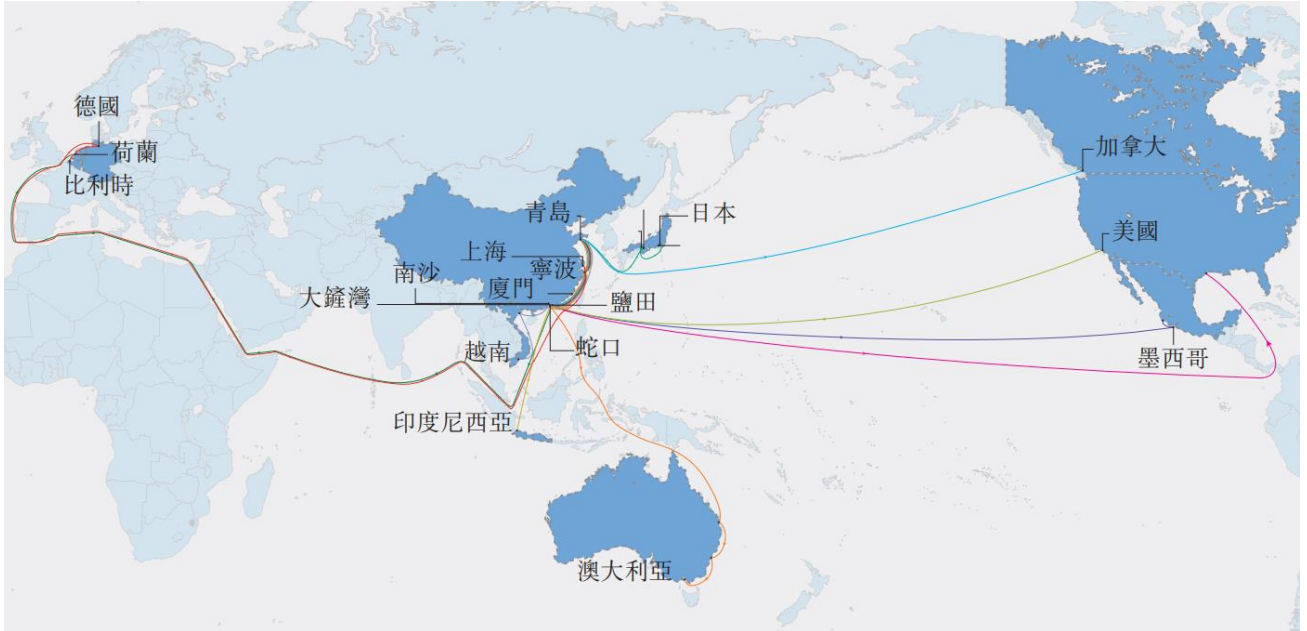 德國
荷蘭
比利時
加拿大
青島
日本
美國
上海
寧波
南沙
廈門
大鏟灣
鹽田
越南
蛇口
墨西哥
印度尼西亞
澳大利亞